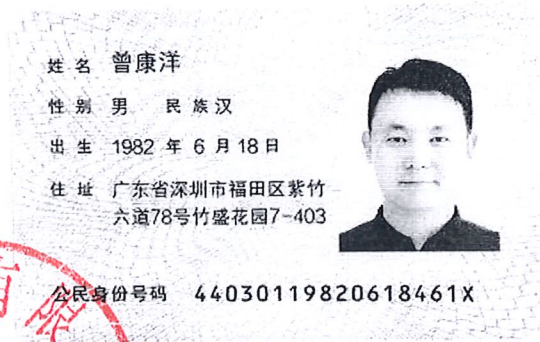 姓名 曾康洋
性别 男 民族 汉
出生 1982 年 6 月 18 日
住址 广东省深圳市福田区紫竹
六道78号竹盛花园7-403
公民身份号码 44030119820618461X
限